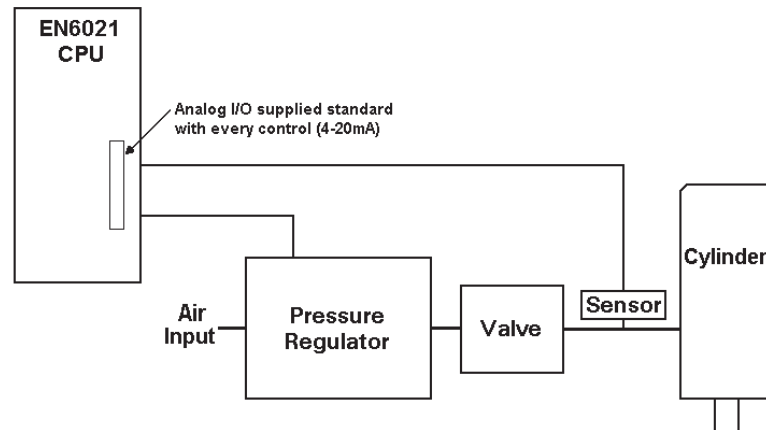 EN6021
CPU
Analog I/O supplied standard
with every control (4-20mA)
Air
Input
Pressure
Regulator
Valve
Sensor
Cylinder